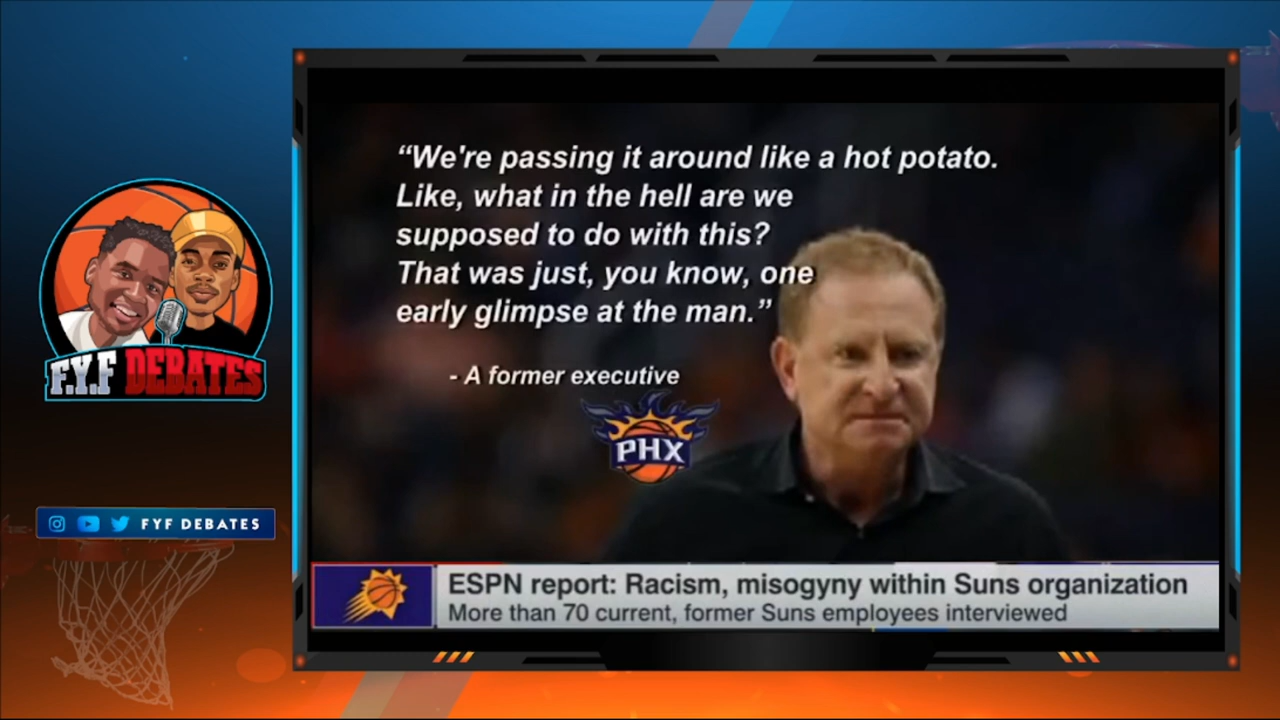 “We're passing it around like a hot potato.
Like, what in the hell are we
supposed to do with this?
That was just, you know, one
early glimpse at the man.”
- A former executive
PHX
F.Y.F DEBATES
FYF DEBATES
ESPN report: Racism, misogyny within Suns organization
More than 70 current, former Suns employees interviewed